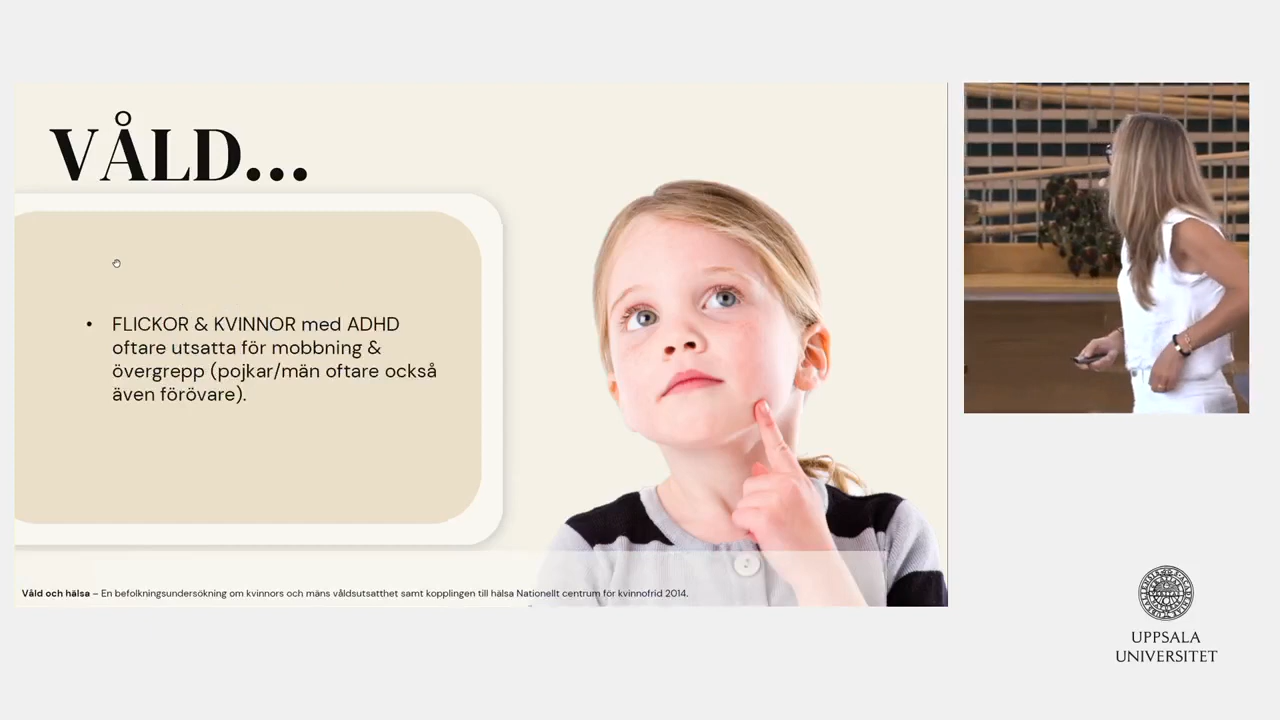 VÅLD...
• FLICKOR & KVINNOR med ADHD
oftare utsatta för mobbning &
övergrepp (pojkar/män oftare också
även förövare).
Våld och hälsa – En befolkningsundersökning om kvinnors och mäns våldsutsatthet samt kopplingen till hälsa Nationellt centrum för kvinnofrid 2014.
UPPSALA
UNIVERSITET